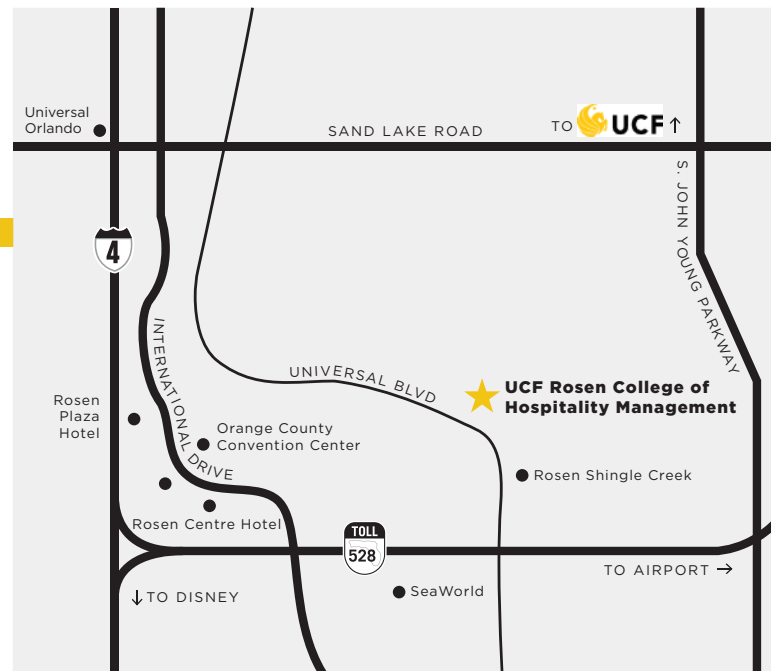 Universal
Orlando
SAND LAKE ROAD
TO UCF ↑
S. JOHN YOUNG PARKWAY
4
INTERNATIONAL DRIVE
UNIVERSAL BLVD
UCF Rosen College of
Hospitality Management
Rosen
Plaza
Hotel
Orange County
Convention Center
Rosen Shingle Creek
Rosen Centre Hotel
TOLL
528
TO AIRPORT →
↓ TO DISNEY
SeaWorld